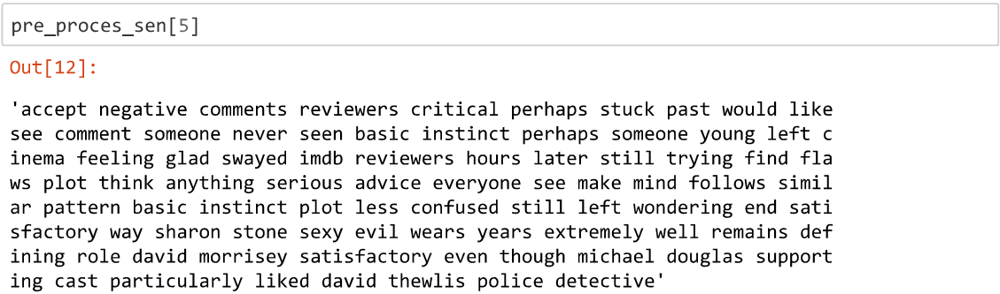 pre_proces_sen[5]
Out[12]:
'accept negative comments reviewers critical perhaps stuck past would like
see comment someone never seen basic instinct perhaps someone young left c
inema feeling glad swayed imdb reviewers hours later still trying find fla
ws plot think anything serious advice everyone see make mind follows simil
ar pattern basic instinct plot less confused still left wondering end sati
sfactory way sharon stone sexy evil wears years extremely well remains def
ining role david morrisey satisfactory even though michael douglas support
ing cast particularly liked david thewlis police detective'